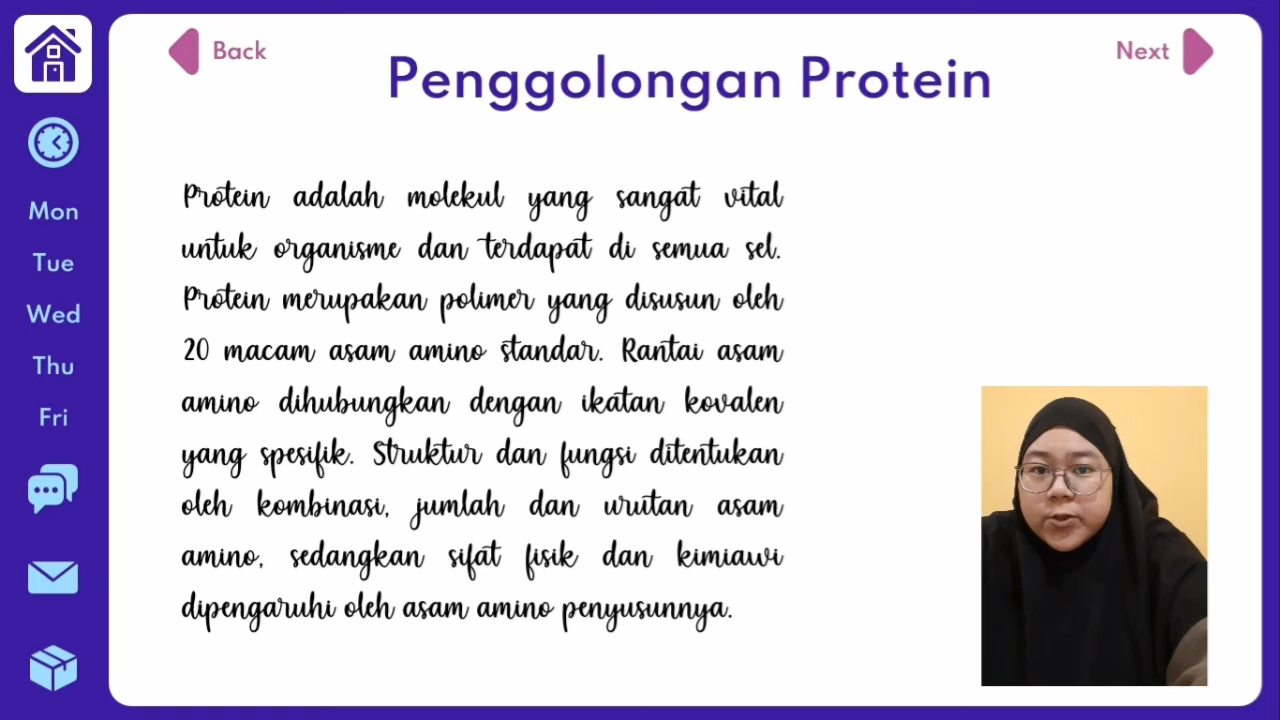 Back
Next
Penggolongan Protein
Mon
Tue
Wed
Thu
Fri
Protein adalah molekul yang sangat vital
untuk organisme dan terdapat di semua sel.
Protein merupakan polimer yang disusun oleh
20 macam asam amino standar. Rantai asam
amino dihubungkan dengan ikatan kovalen
yang spesifik. Struktur dan fungsi ditentukan
oleh kombinasi, jumlah dan urutan asam
amino, sedangkan sifat fisik dan kimiawi
dipengaruhi oleh asam amino penyusunnya.